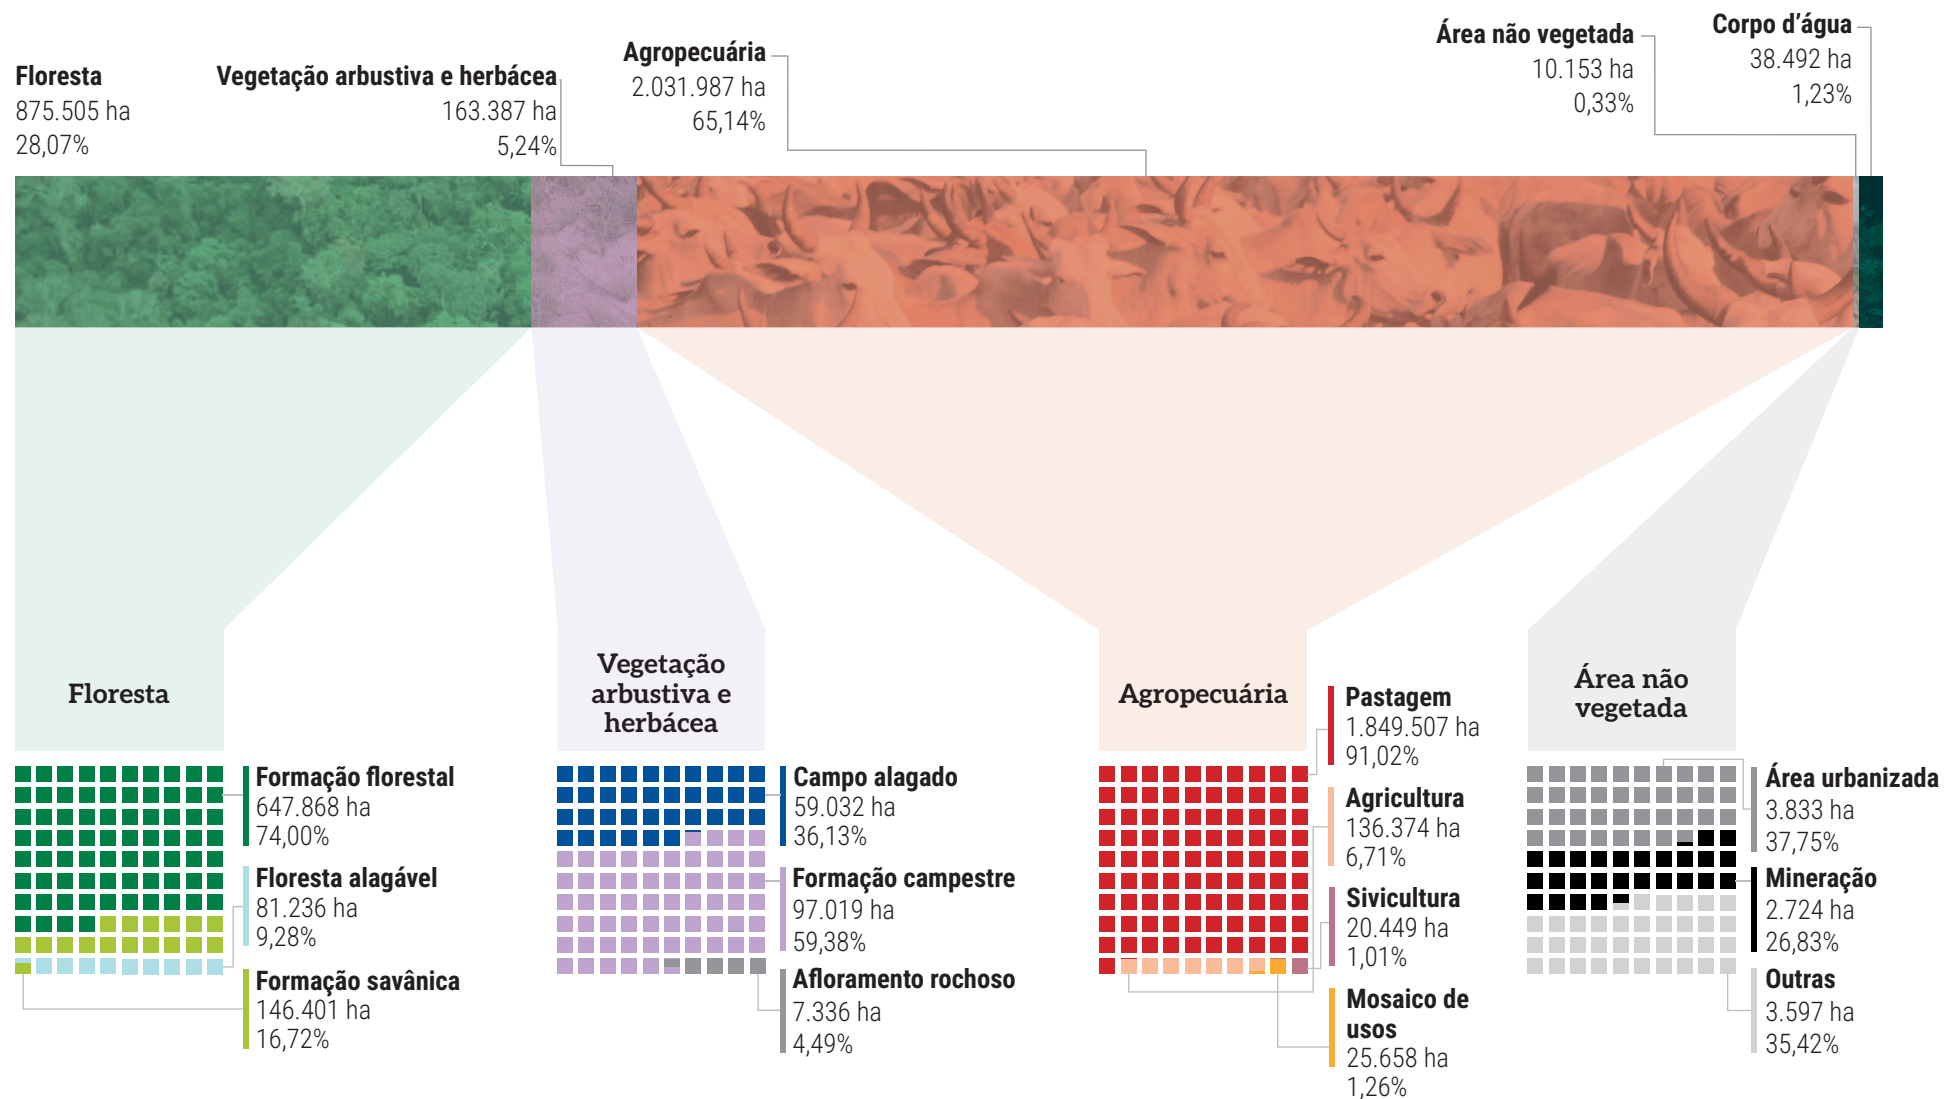 Floresta
875.505 ha
28,07%
Vegetação arbustiva e herbácea
163.387 ha
5,24%
Agropecuária
2.031.987 ha
65,14%
Área não vegetada
10.153 ha
0,33%
Corpo d’água
38.492 ha
1,23%
Floresta
Formação florestal
647.868 ha
74,00%
Floresta alagável
81.236 ha
9,28%
Formação savânica
146.401 ha
16,72%
Vegetação
arbustiva e
herbácea
Campo alagado
59.032 ha
36,13%
Formação campestre
97.019 ha
59,38%
Afloramento rochoso
7.336 ha
4,49%
Agropecuária
Pastagem
1.849.507 ha
91,02%
Agricultura
136.374 ha
6,71%
Sivicultura
20.449 ha
1,01%
Mosaico de
usos
25.658 ha
1,26%
Área não
vegetada
Área urbanizada
3.833 ha
37,75%
Mineração
2.724 ha
26,83%
Outras
3.597 ha
35,42%